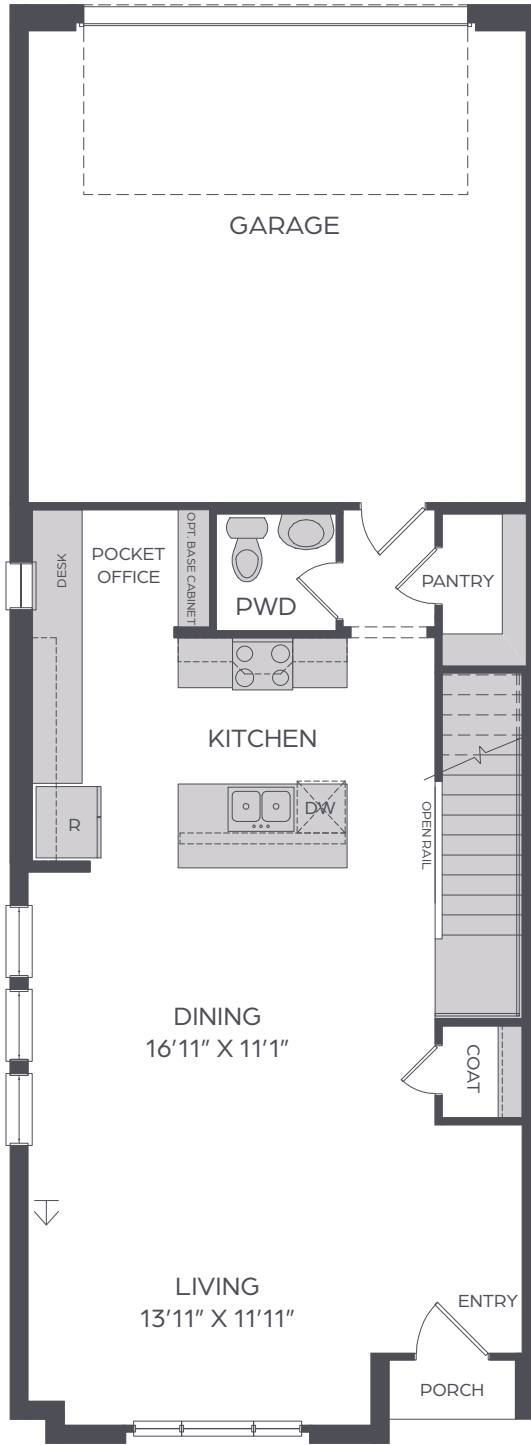 GARAGE
DESK
POCKET
OFFICE
OPT. BASE CABINET
PWD
PANTRY
KITCHEN
R
DW
OPEN RAIL
DINING
16'11" X 11'1"
COAT
LIVING
13'11" X 11'11"
ENTRY
PORCH